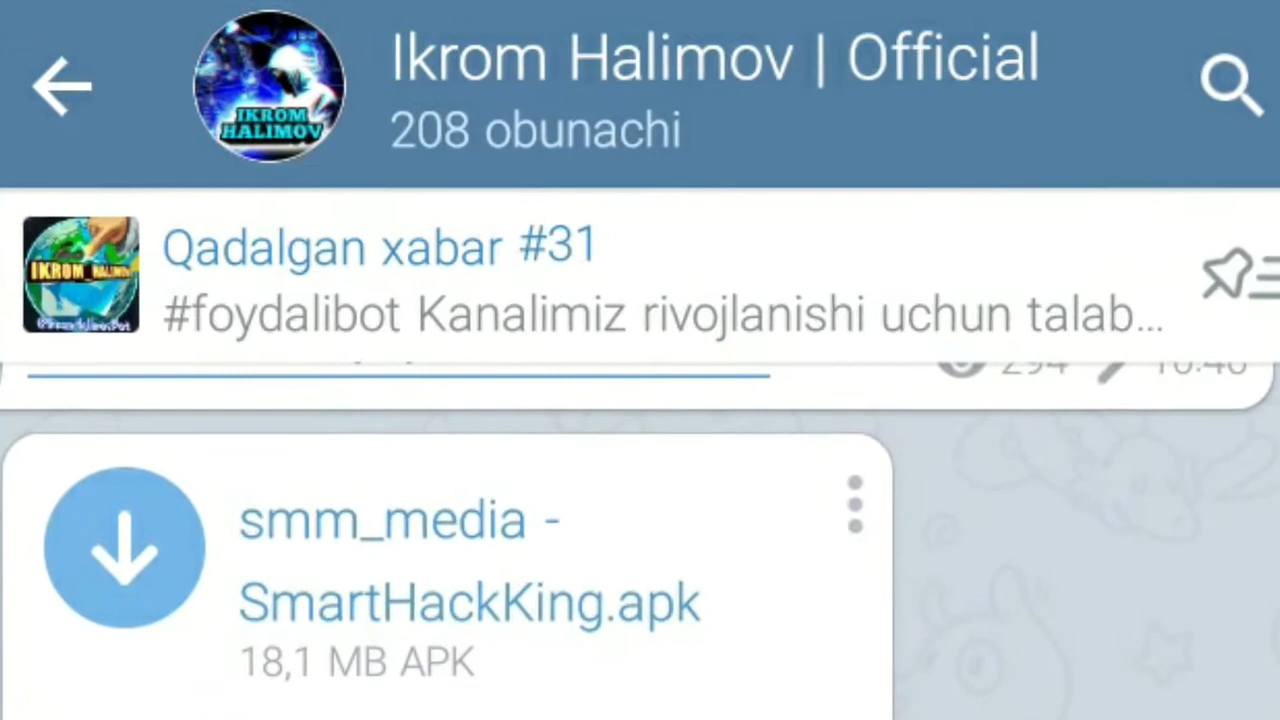 Ikrom Halimov | Official
208 obunachi
IKROM
HALIMOV
Qadalgan xabar #31
#foydalibot Kanalimiz rivojlanishi uchun talab...
IKROM_HALIMOV
294
smm_media -
SmartHackKing.apk
18,1 MB APK